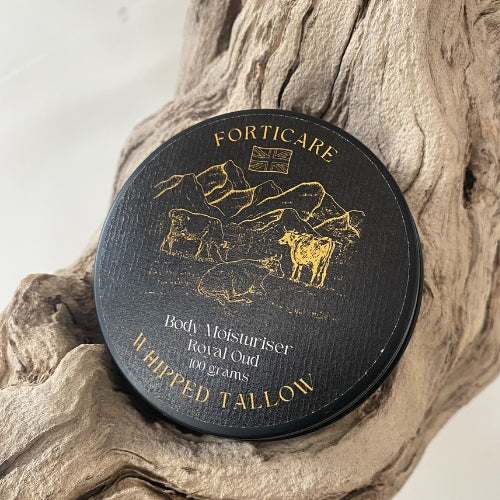 FORTICARE
Body Moisturiser
Royal Oud
100 grams
WHIPPED TALLOW